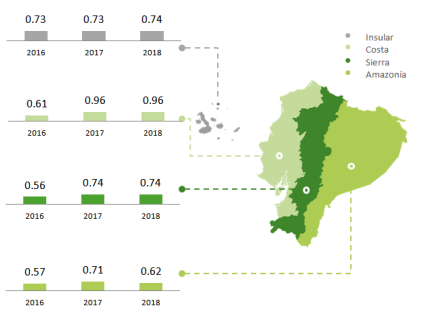 0.73 0.73 0.74
2016 2017 2018
Insular
Costa
Sierra
Amazonía
0.61 0.96 0.96
2016 2017 2018
0.56 0.74 0.74
2016 2017 2018
0.57 0.71 0.62
2016 2017 2018